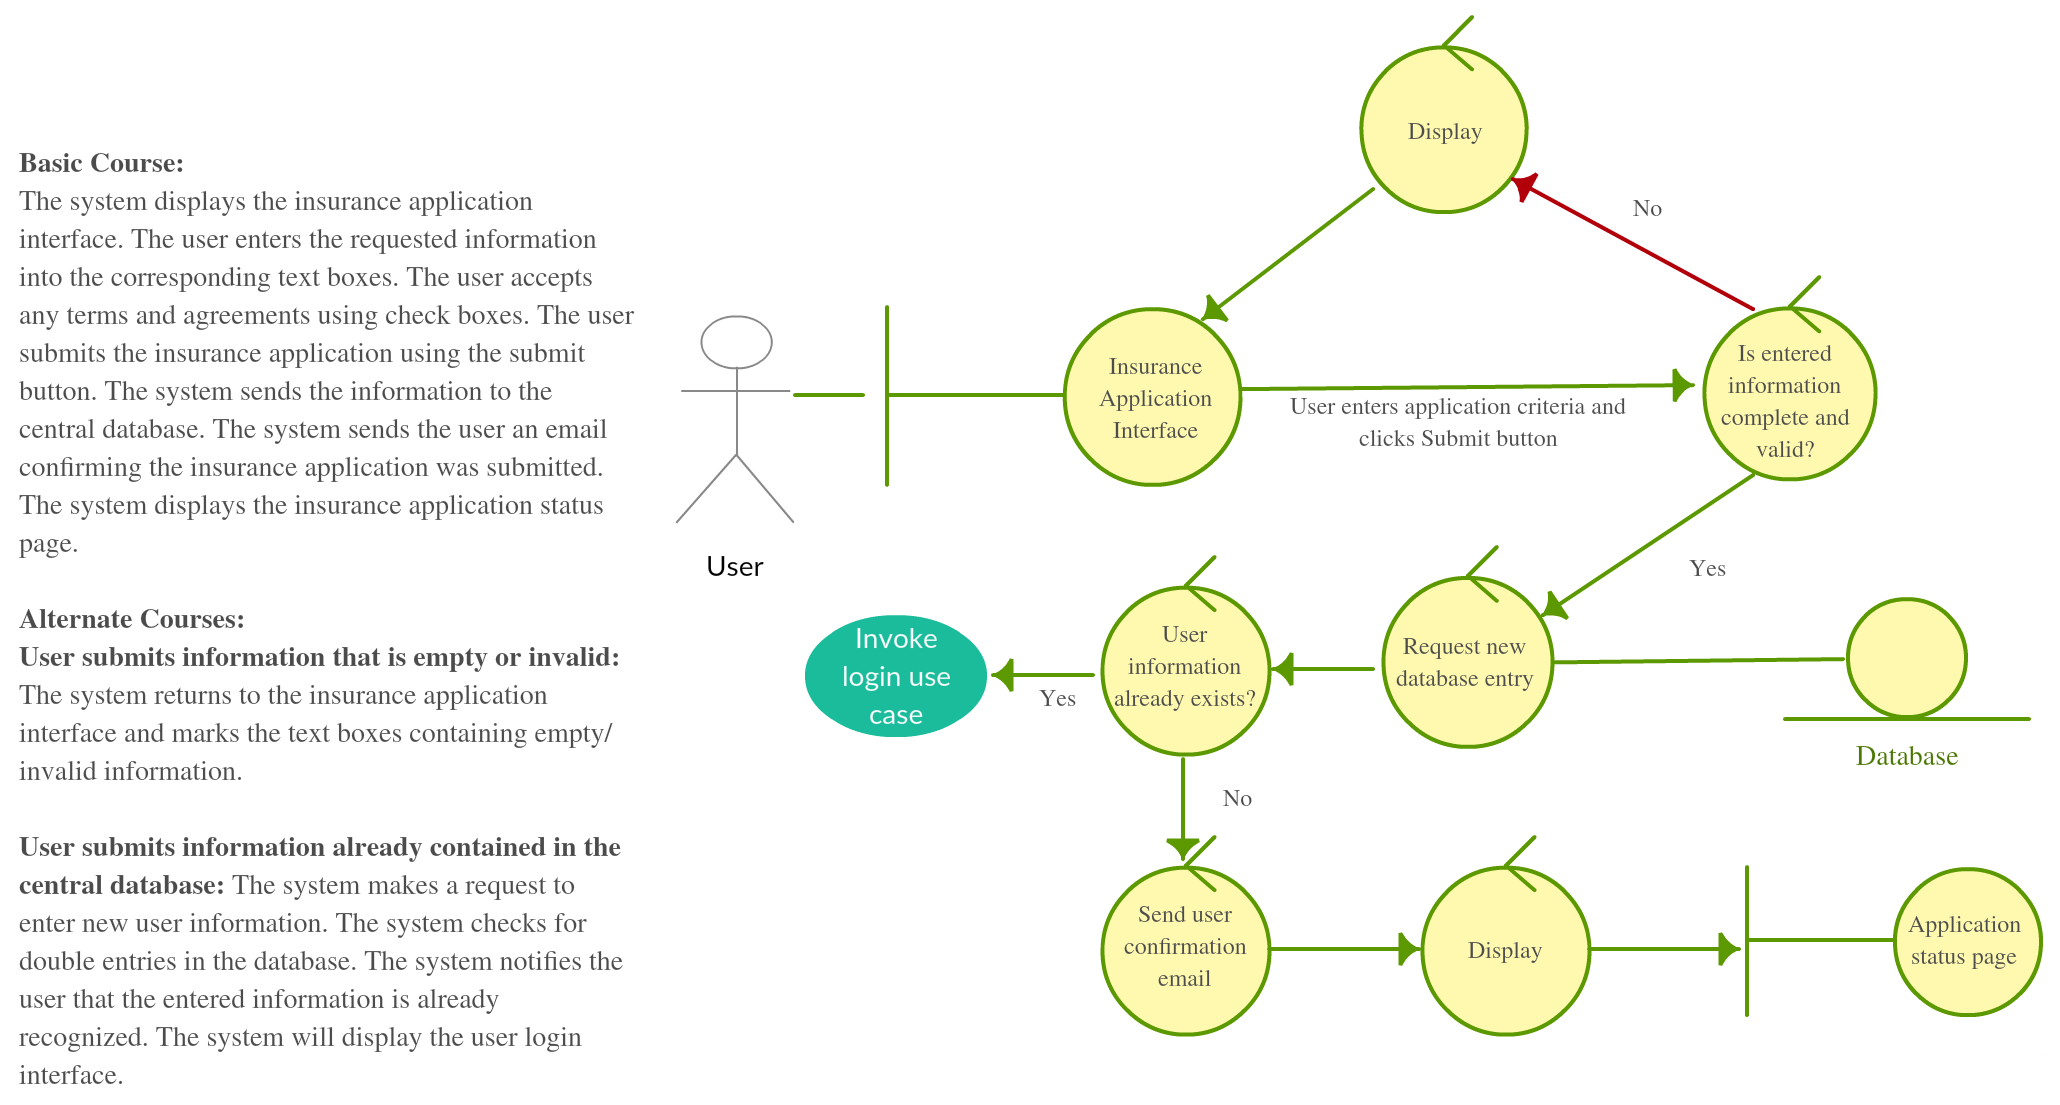 Basic Course:
The system displays the insurance application
interface. The user enters the requested information
into the corresponding text boxes. The user accepts
any terms and agreements using check boxes. The user
submits the insurance application using the submit
button. The system sends the information to the
central database. The system sends the user an email
confirming the insurance application was submitted.
The system displays the insurance application status
page.
Alternate Courses:
User submits information that is empty or invalid:
The system returns to the insurance application
interface and marks the text boxes containing empty/
invalid information.
User submits information already contained in the
central database: The system makes a request to
enter new user information. The system checks for
double entries in the database. The system notifies the
user that the entered information is already
recognized. The system will display the user login
interface.
User
Display
No
Insurance
Application
Interface
User enters application criteria and
clicks Submit button
Is entered
information
complete and
valid?
Yes
Invoke
login use
case
Yes
User
information
already exists?
Request new
database entry
Database
No
Send user
confirmation
email
Display
Application
status page